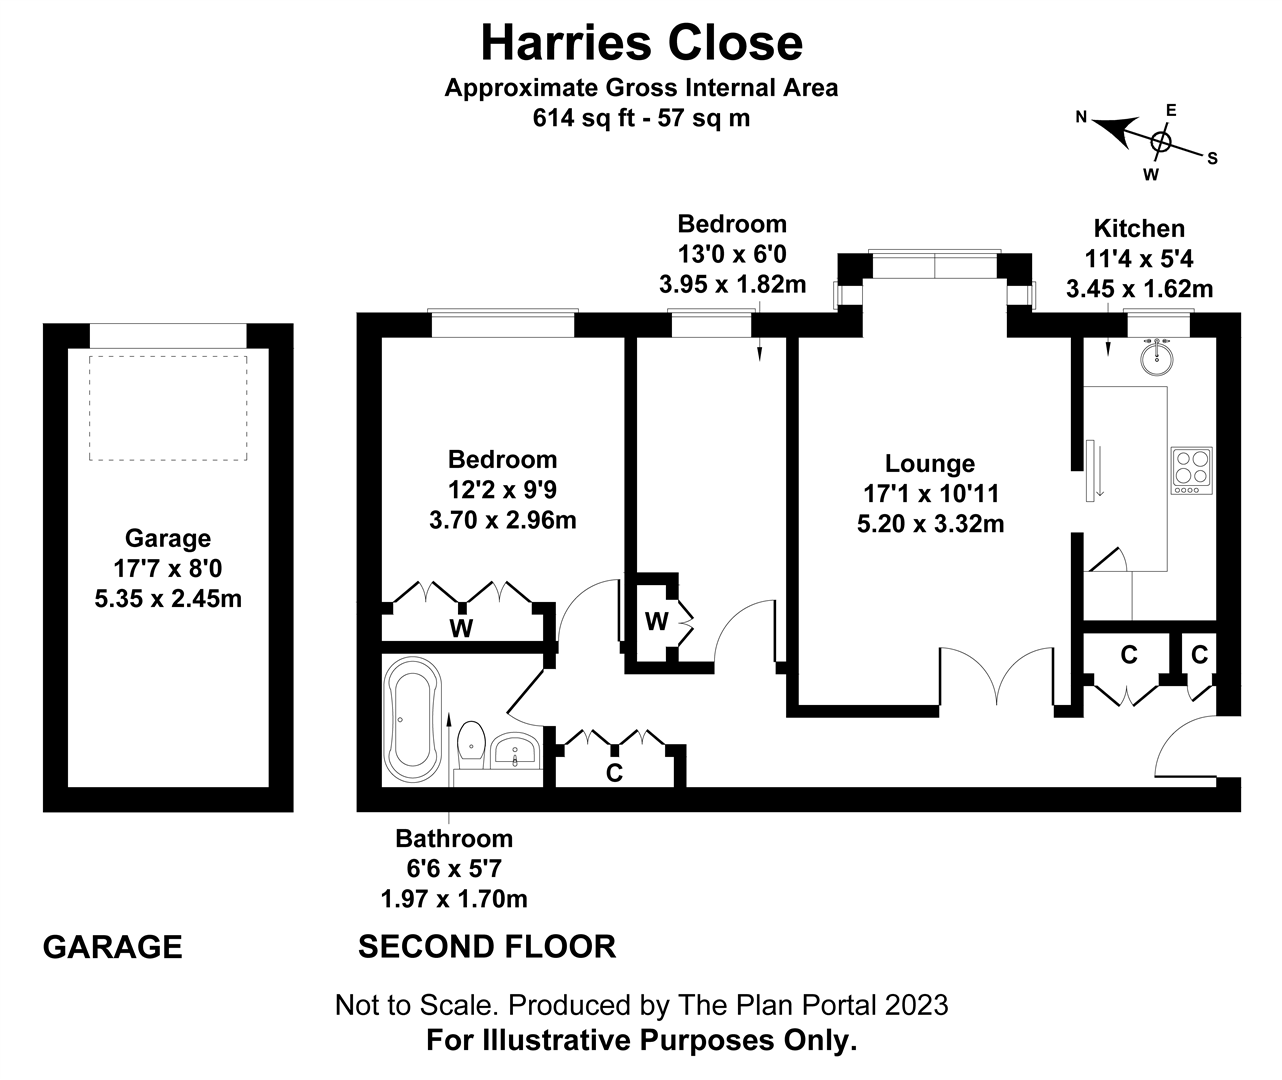 Harries Close
Approximate Gross Internal Area
614 sq ft - 57 sq m
N
E
S
W
Bedroom
13'0 x 6'0
3.95 x 1.82m
Kitchen
11'4 x 5'4
3.45 x 1.62m
Bedroom
12'2 x 9'9
3.70 x 2.96m
Lounge
17'1 x 10'11
5.20 x 3.32m
Garage
17'7 x 8'0
5.35 x 2.45m
W
W
C
C
C
Bathroom
6'6 x 5'7
1.97 x 1.70m
GARAGE
SECOND FLOOR
Not to Scale. Produced by The Plan Portal 2023
For Illustrative Purposes Only.